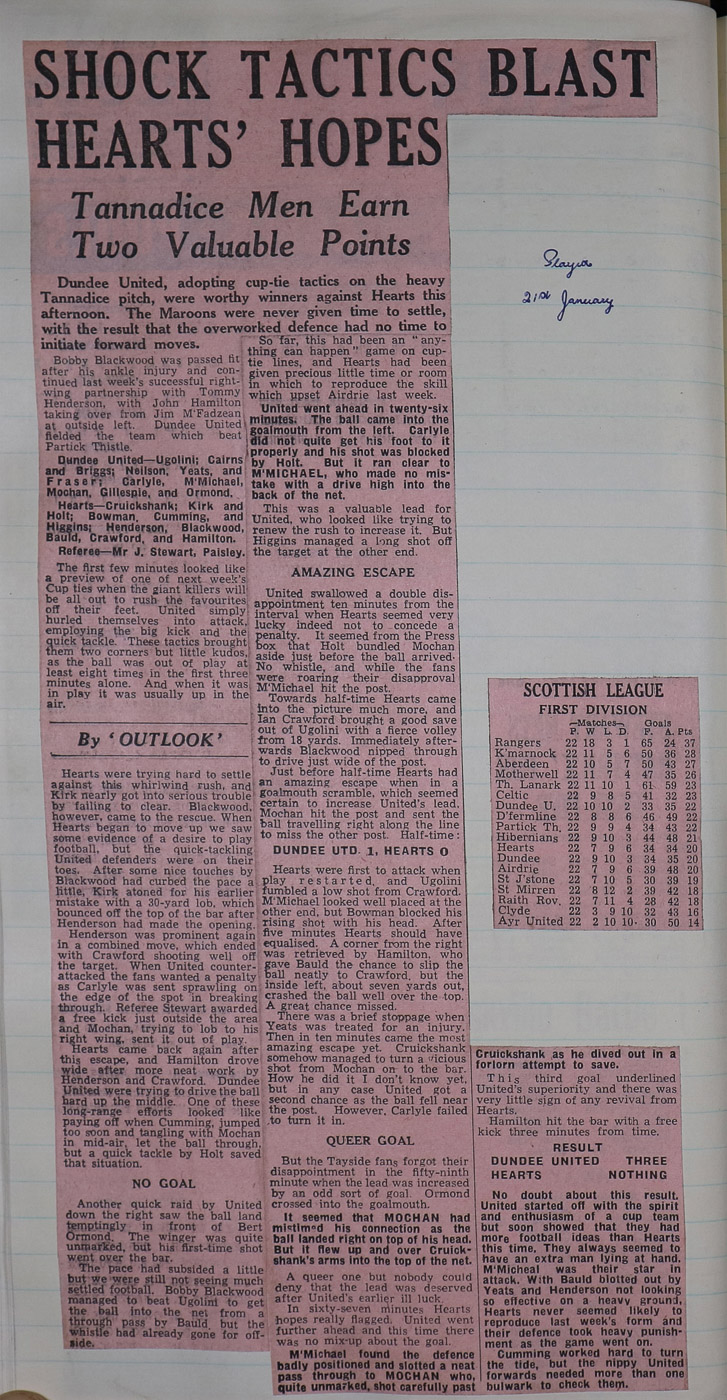 SHOCK TACTICS BLAST
HEARTS' HOPES
Tannadice Men Earn
Two Valuable Points
Dundee United, adopting cup-tie tactics on the heavy
Tannadice pitch, were worthy winners against Hearts this
afternoon. The Maroons were never given time to settle,
with the result that the overworked defence had no time to
initiate forward moves.
Bobby Blackwood was passed fit
after his ankle injury and con-
tinued last week's successful right-
wing partnership with Tommy
Henderson, with John Hamilton
taking over from Jim M'Fadzean
at outside left. Dundee United
fielded the team which beat
Partick Thistle.
Dundee United—Ugolini; Cairns
and Briggs; Neilson, Yeats, and
Fraser; Carlyle, M'Michael,
Mochan, Gillespie, and Ormond.
Hearts—Cruickshank; Kirk and
Holt; Bowman, Cumming, and
Higgins; Henderson, Blackwood,
Bauld, Crawford, and Hamilton.
Referee—Mr J. Stewart, Paisley.
The first few minutes looked like
a preview of one of next week's
Cup ties when the giant killers will
be all out to rush the favourites
off their feet. United simply
hurled themselves into attack,
employing the big kick and the
quick tackle. These tactics brought
them two corners but little kudos,
as the ball was out of play at
least eight times in the first three
minutes alone. And when it was
in play it was usually up in the
air.
By 'OUTLOOK'
Hearts were trying hard to settle
against this whirlwind rush, and
Kirk nearly got into serious trouble
by failing to clear. Blackwood,
however, came to the rescue. When
Hearts began to move up we saw
some evidence of a desire to play
football, but the quick-tackling
United defenders were on their
toes. After some nice touches by
Blackwood had curbed the pace a
little, Kirk atoned for his earlier
mistake with a 30-yard lob, which
bounced off the top of the bar after
Henderson had made the opening.
Henderson was prominent again
in a combined move, which ended
with Crawford shooting well off
the target. When United counter-
attacked the fans wanted a penalty
as Carlyle was sent sprawling on
the edge of the spot in breaking
through. Referee Stewart awarded
a free kick just outside the area
and Mochan, trying to lob to his
right wing, sent it out of play.
Hearts came back again after
this escape, and Hamilton drove
wide after more neat work by
Henderson and Crawford. Dundee
United were trying to drive the ball
hard up the middle. One of these
long-range efforts looked like
paying off when Cumming, jumped
too soon and tangling with Mochan
in mid-air, let the ball through,
but a quick tackle by Holt saved
that situation.
NO GOAL
Another quick raid by United
down the right saw the ball land
temptingly in front of Bert
Ormond. The winger was quite
unmarked, but his first-time shot
went over the bar.
The pace had subsided a little
but we were still not seeing much
settled football. Bobby Blackwood
managed to beat Ugolini to get
the ball into the net from a
through pass by Bauld, but the
whistle had already gone for off-
side.
So far, this had been an "any-
thing can happen" game on cup-
tie lines, and Hearts had been
given precious little time or room
in which to reproduce the skill
which upset Airdrie last week.
United went ahead in twenty-six
minutes. The ball came into the
goalmouth from the left. Carlyle
did not quite get his foot to it
properly and his shot was blocked
by Holt. But it ran clear to
M'MICHAEL, who made no mis-
take with a drive high into the
back of the net.
This was a valuable lead for
United, who looked like trying to
renew the rush to increase it. But
Higgins managed a long shot off
the target at the other end.
AMAZING ESCAPE
United swallowed a double dis-
appointment ten minutes from the
interval when Hearts seemed very
lucky indeed not to concede a
penalty. It seemed from the Press
box that Holt bundled Mochan
aside just before the ball arrived.
No whistle, and while the fans
were roaring their disapproval
M'Michael hit the post.
Towards half-time Hearts came
into the picture much more, and
Ian Crawford brought a good save
out of Ugolini with a fierce volley
from 18 yards. Immediately after-
wards Blackwood nipped through
to drive just wide of the post.
Just before half-time Hearts had
an amazing escape when in a
goalmouth scramble, which seemed
certain to increase United's lead,
Mochan hit the post and sent the
ball travelling right along the line
to miss the other post. Half-time:
DUNDEE UTD. 1, HEARTS 0
Hearts were first to attack when
play restarted, and Ugolini
fumbled a low shot from Crawford.
M'Michael looked well placed at the
other end, but Bowman blocked his
rising shot with his head. After
five minutes Hearts should have
equalised. A corner from the right
was retrieved by Hamilton, who
gave Bauld the chance to slip the
ball neatly to Crawford, but the
inside left, about seven yards out,
crashed the ball well over the top.
A great chance missed.
There was a brief stoppage when
Yeats was treated for an injury.
Then in ten minutes came the most
amazing escape yet. Cruickshank
somehow managed to turn a vicious
shot from Mochan on to the bar.
How he did it I don't know yet,
but in any case United got a
second chance as the ball fell near
the post. However, Carlyle failed
to turn it in.
QUEER GOAL
But the Tayside fans forgot their
disappointment in the fifty-ninth
minute when the lead was increased
by an odd sort of goal. Ormond
crossed into the goalmouth.
It seemed that MOCHAN had
mistimed his connection as the
ball landed right on top of his head.
But it flew up and over Cruick-
shank's arms into the top of the net.
A queer one but nobody could
deny that the lead was deserved
after United's earlier ill luck.
In sixty-seven minutes Hearts
hopes really flagged. United went
further ahead and this time there
was no mix-up about the goal.
M'Michael found the defence
badly positioned and slotted a neat
pass through to MOCHAN who,
quite unmarked, shot carefully past
Cruickshank as he dived out in a
forlorn attempt to save.
This third goal underlined
United's superiority and there was
very little sign of any revival from
Hearts.
Hamilton hit the bar with a free
kick three minutes from time.
RESULT
DUNDEE UNITED THREE
HEARTS NOTHING
No doubt about this result.
United started off with the spirit
and enthusiasm of a cup team
but soon showed that they had
more football ideas than Hearts
this time. They always seemed to
have an extra man lying at hand.
M'Micheal was their star in
attack. With Bauld blotted out by
Yeats and Henderson not looking
so effective on a heavy ground,
Hearts never seemed likely to
reproduce last week's form and
their defence took heavy punish-
ment as the game went on.
Cumming worked hard to turn
the tide, but the nippy United
forwards needed more than one
bulwark to check them.
Played
21st January
SCOTTISH LEAGUE
FIRST DIVISION
Matches Goals
P. W. L. D. F. A. Pts
Rangers 22 18 3 1 65 24 37
K'marnock 22 11 5 6 50 36 28
Aberdeen 22 10 5 7 50 43 27
Motherwell 22 11 7 4 47 35 26
Th. Lanark 22 11 10 1 61 59 23
Celtic 22 9 8 5 41 32 23
Dundee U. 22 10 10 2 33 35 22
D'fermline 22 8 8 6 46 49 22
Partick Th. 22 9 9 4 34 43 22
Hibernians 22 9 10 3 44 48 21
Hearts 22 7 9 6 34 34 20
Dundee 22 9 10 3 34 35 20
Airdrie 22 7 9 6 39 48 20
St J'stone 22 7 10 5 30 39 19
St Mirren 22 8 12 2 39 42 18
Raith Rov. 22 7 11 4 28 42 18
Clyde 22 3 9 10 32 43 16
Ayr United 22 2 10 10 30 50 14